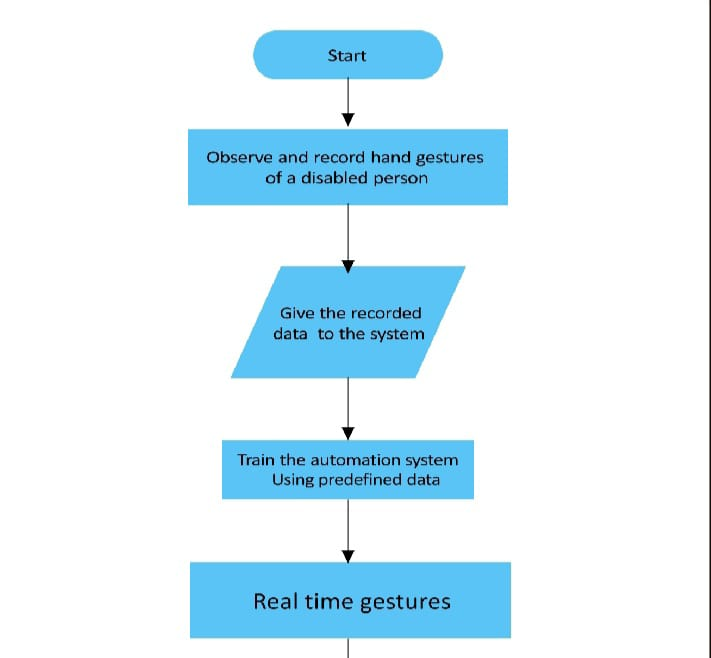 Start
Observe and record hand gestures
of a disabled person
Give the recorded
data  to the system
Train the automation system
Using predefined data
Real time gestures